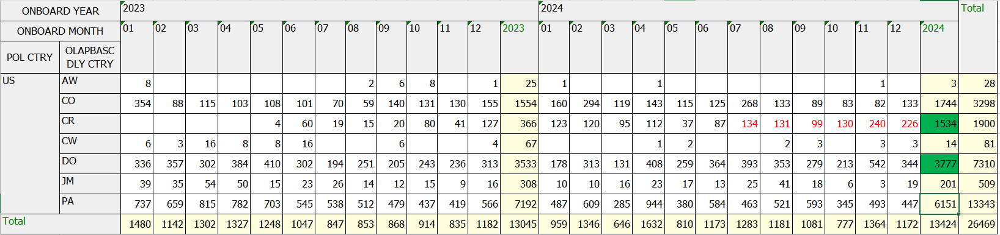 ONBOARD YEAR 2023 2024 Total
ONBOARD MONTH 01 02 03 04 05 06 07 08 09 10 11 12 2023 01 02 03 04 05 06 07 08 09 10 11 12 2024
POL CTRY OLAPBASC
DLY CTRY
US AW 8 2 6 8 1 25 1 1 1 3 28
CO 354 88 115 103 108 101 70 59 140 131 130 155 1554 160 294 119 143 115 125 268 133 89 83 82 133 1744 3298
CR 4 60 19 15 20 80 41 127 366 123 120 95 112 37 87 134 131 99 130 240 226 1534 1900
CW 6 3 16 8 8 16 6 4 67 1 2 2 3 3 3 14 81
DO 336 357 302 384 410 302 194 251 205 243 236 313 3533 178 313 131 408 259 364 393 353 279 213 542 344 3777 7310
JM 39 35 54 50 15 23 26 14 12 15 9 16 308 10 10 16 23 17 13 25 41 18 6 3 19 201 509
PA 737 659 815 782 703 545 538 512 479 437 419 566 7192 487 609 285 944 380 584 463 521 593 345 493 447 6151 13343
Total 1480 1142 1302 1327 1248 1047 847 853 868 914 835 1182 13045 959 1346 646 1632 810 1173 1283 1181 1081 777 1364 1172 13424 26469